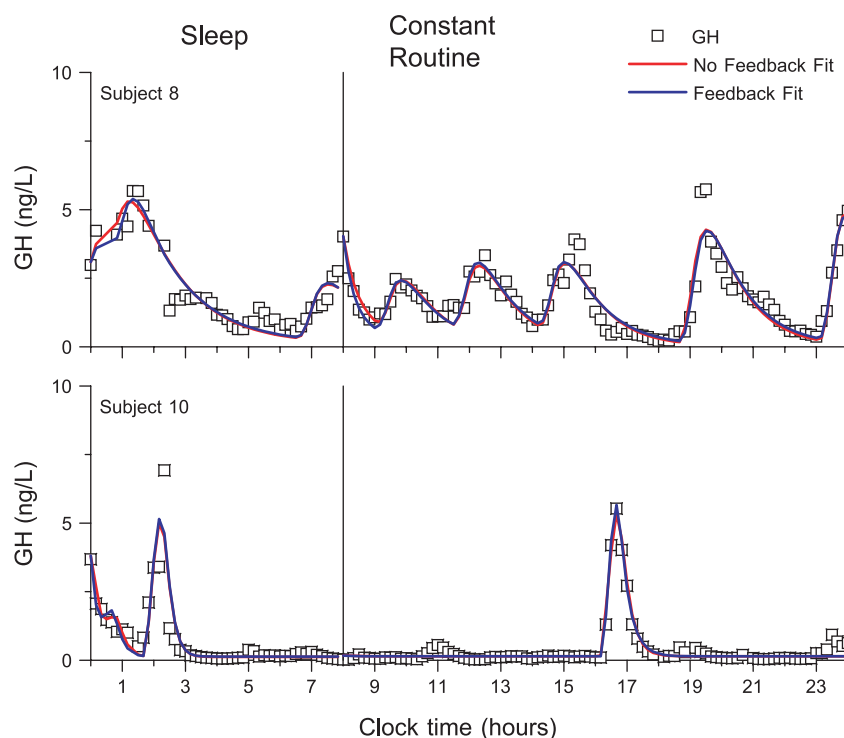 Sleep
Constant
Routine
GH
No Feedback Fit
Feedback Fit
10
Subject 8
GH (ng/L)
5
0
10
Subject 10
GH (ng/L)
5
0
1 3 5 7 9 11 13 15 17 19 21 23
Clock time (hours)